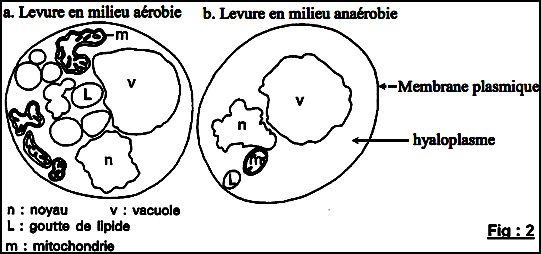 a. Levure en milieu aérobie
b. Levure en milieu anaérobie
m
v
L
n
v
n
m
L
Membrane plasmique
hyaloplasme
n : noyau v : vacuole
L : goutte de lipide
m : mitochondrie
Fig : 2